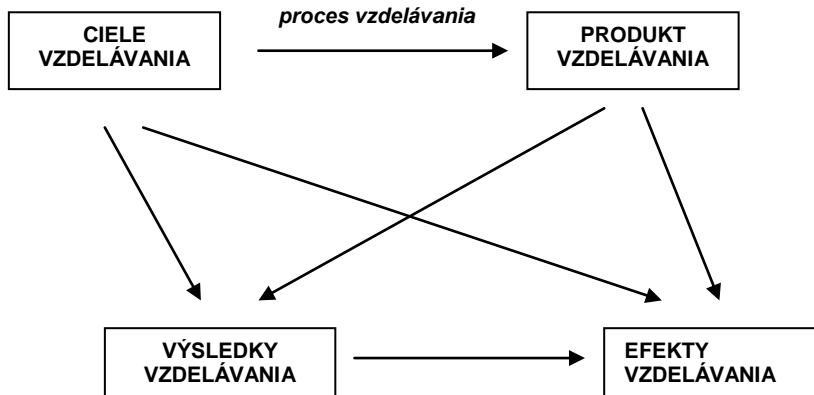 proces vzdelávania
CIELE
VZDELÁVANIA
PRODUKT
VZDELÁVANIA
VÝSLEDKY
VZDELÁVANIA
EFEKTY
VZDELÁVANIA